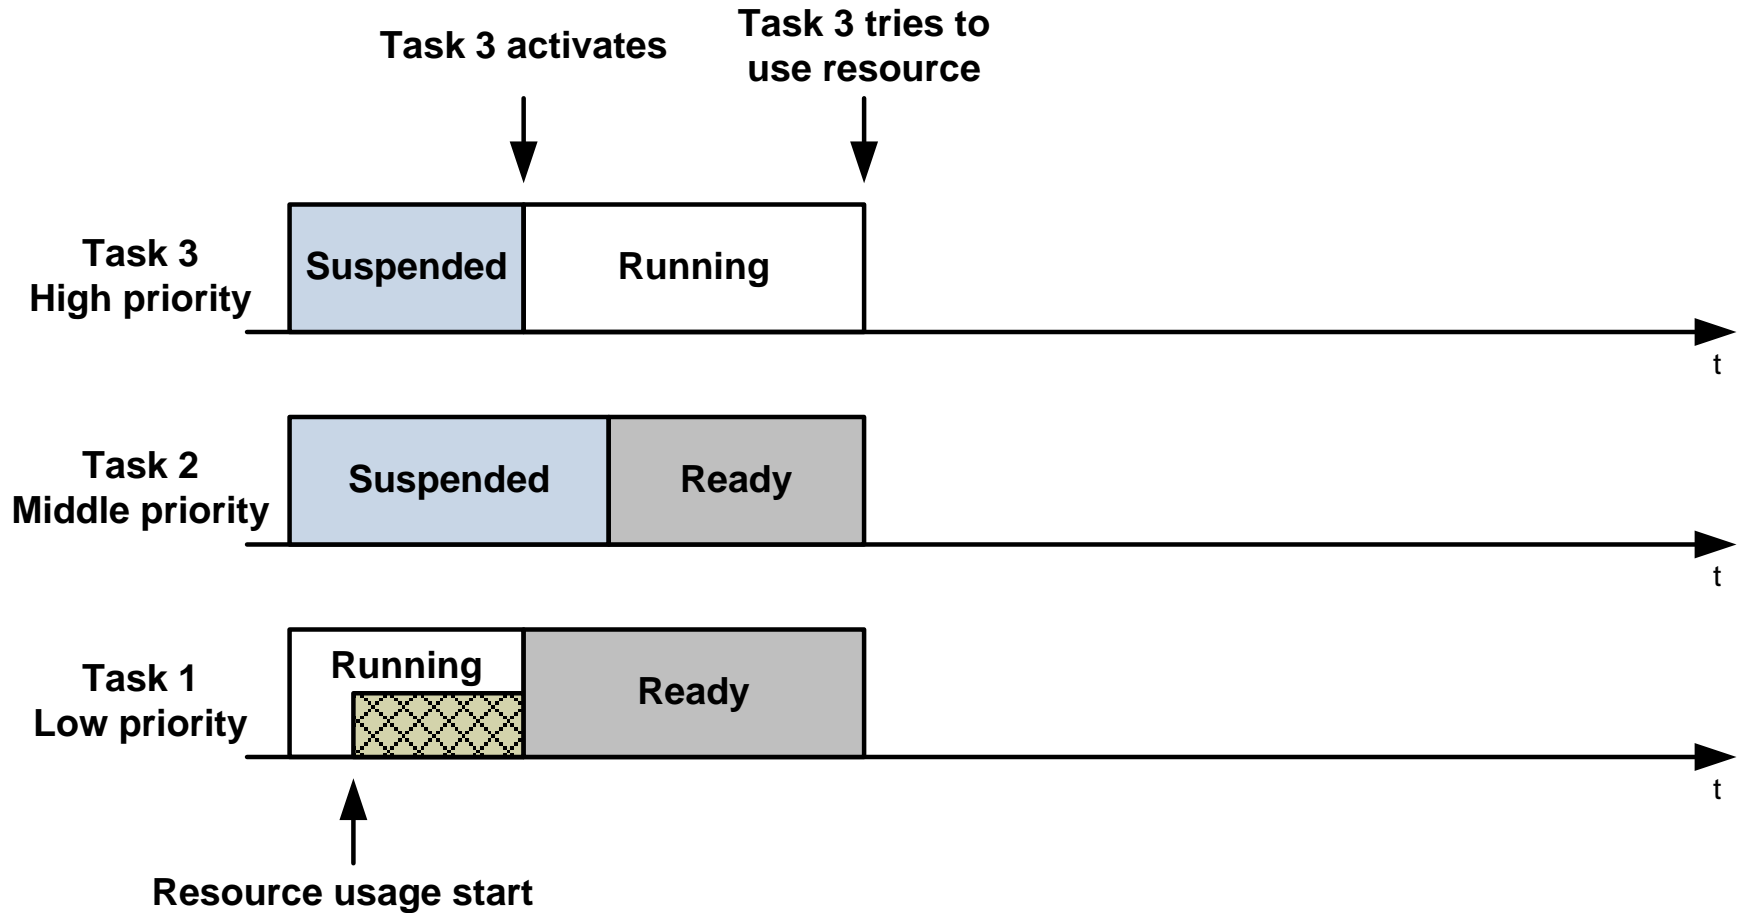 Task 3 activates
Task 3 tries to
use resource
Task 3
High priority
Suspended
Running
t
Task 2
Middle priority
Suspended
Ready
t
Task 1
Low priority
Running
Ready
t
Resource usage start